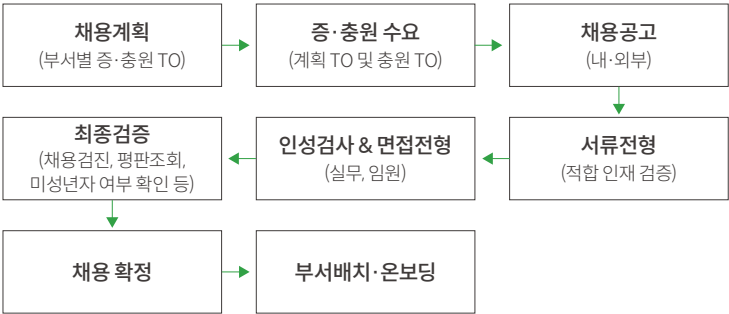 채용계획
(부서별 증·충원 TO)
증·충원 수요
(계획 TO 및 충원 TO)
채용공고
(내·외부)
서류전형
(적합 인재 검증)
인성검사 & 면접전형
(실무, 임원)
최종검증
(채용검진, 평판조회,
미성년자 여부 확인 등)
채용 확정
부서배치·온보딩